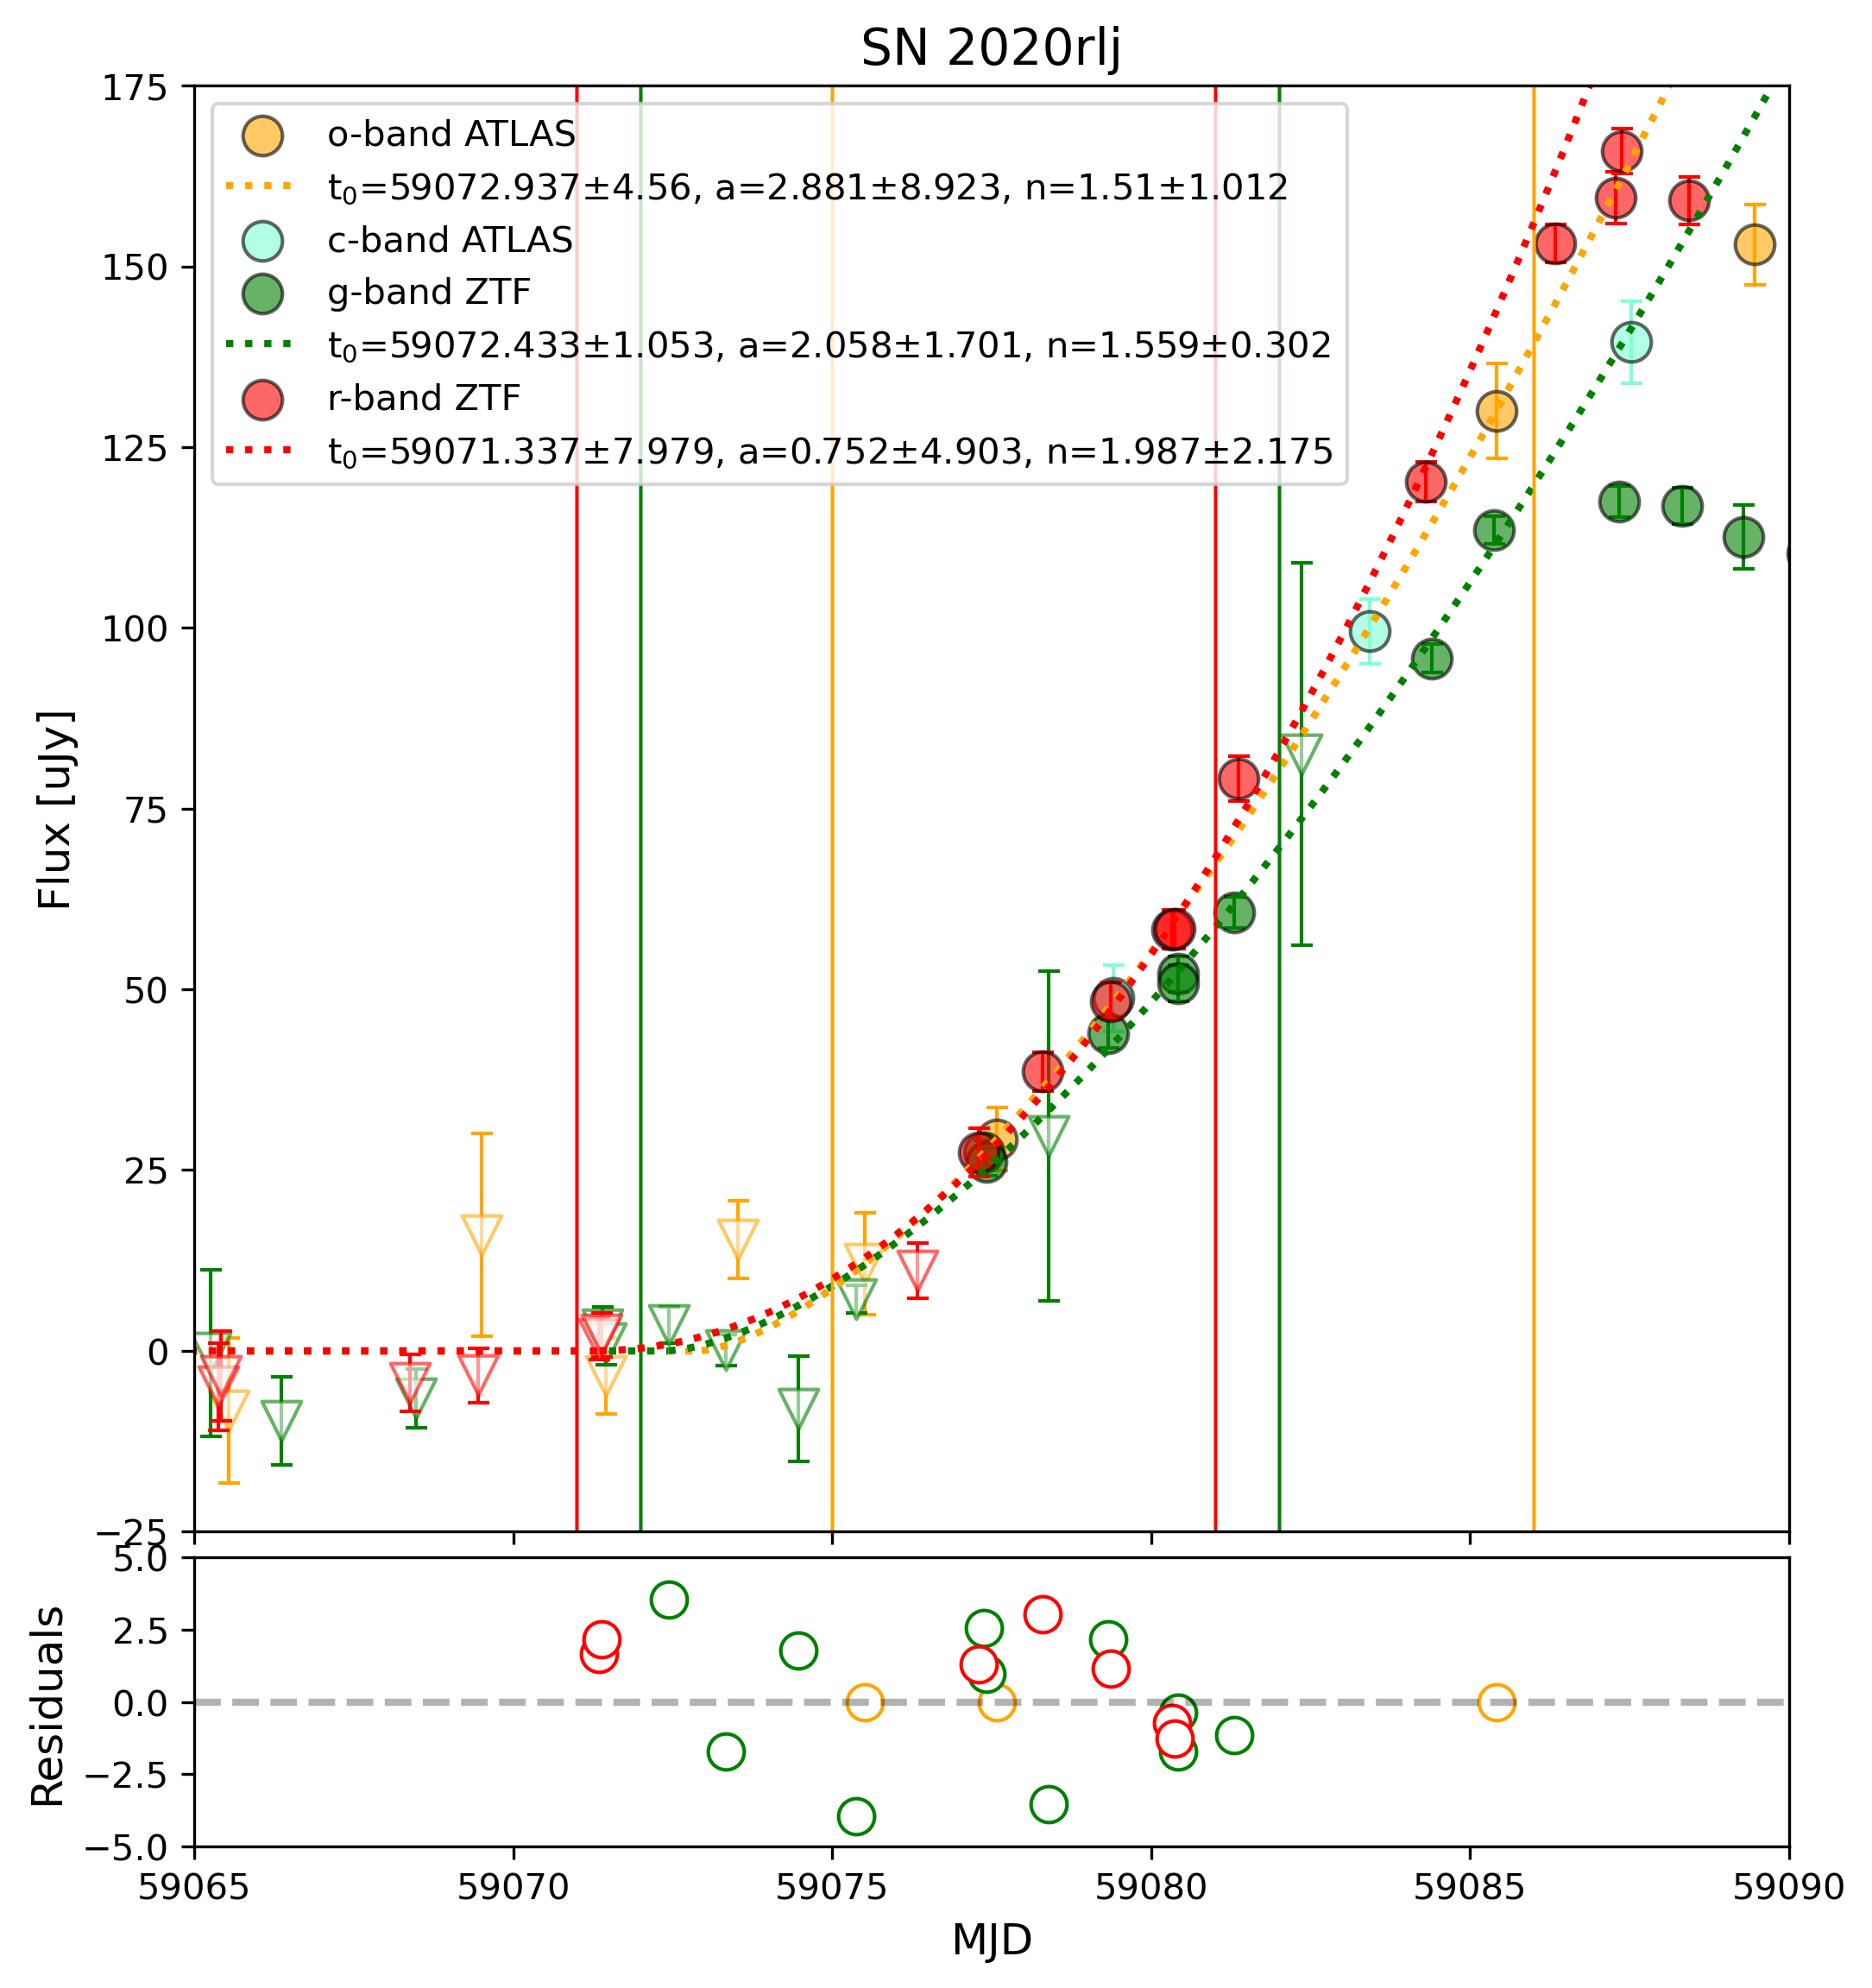 SN 2020rlj
175
150
125
100
75
50
25
0
−25
Flux [uJy]
o-band ATLAS
t₀=59072.937±4.56, a=2.881±8.923, n=1.51±1.012
c-band ATLAS
g-band ZTF
t₀=59072.433±1.053, a=2.058±1.701, n=1.559±0.302
r-band ZTF
t₀=59071.337±7.979, a=0.752±4.903, n=1.987±2.175
5.0
2.5
0.0
−2.5
−5.0
Residuals
59065 59070 59075 59080 59085 59090
MJD